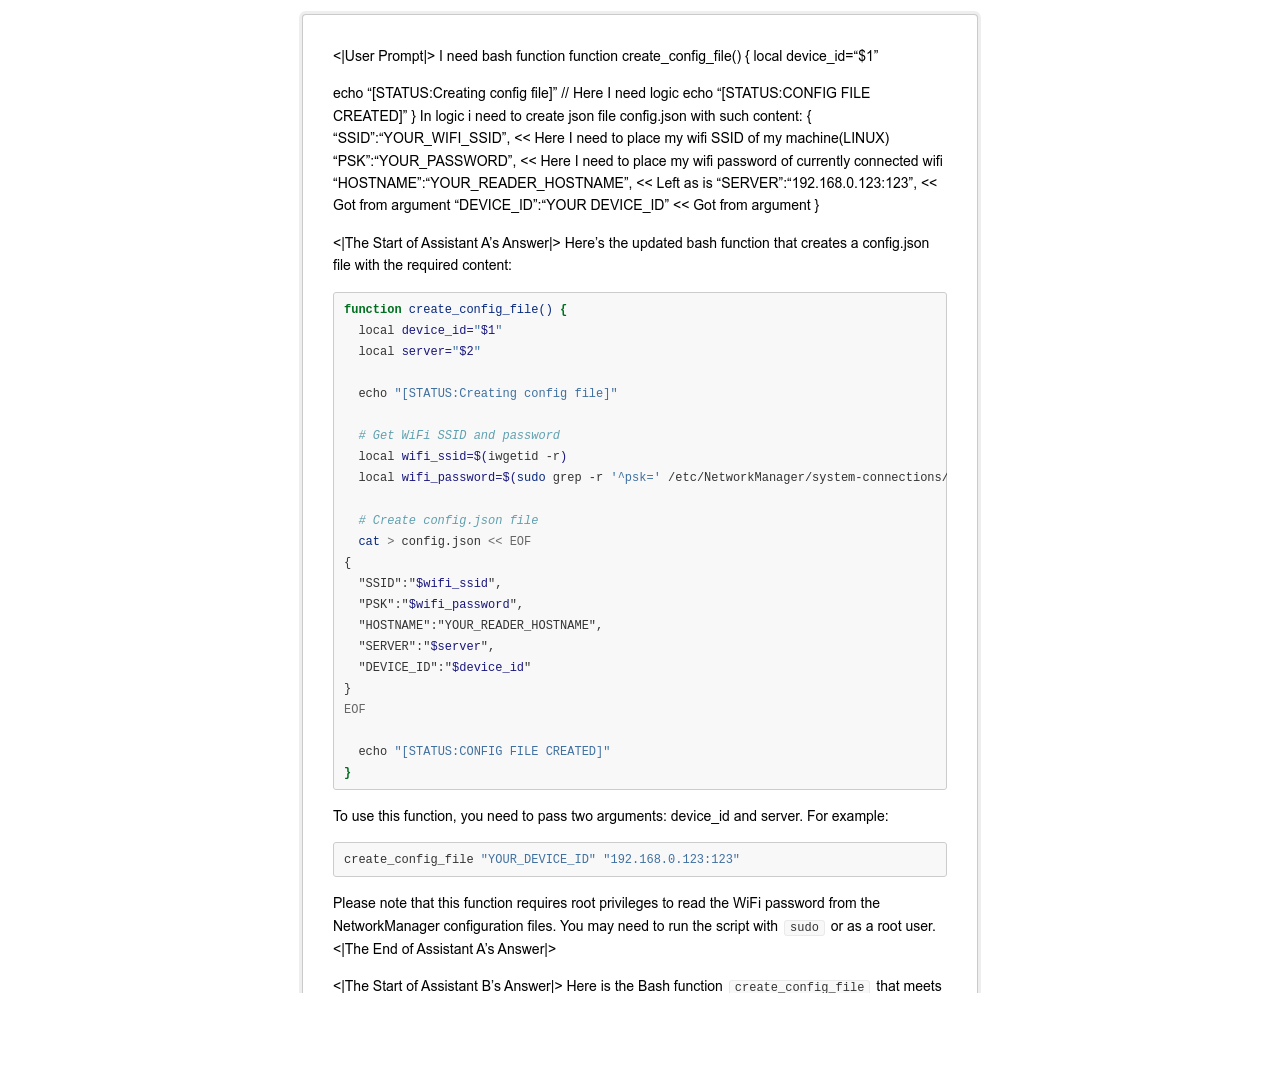 <|User Prompt|> I need bash function function create_config_file() { local device_id=“$1”
echo “[STATUS:Creating config file]” // Here I need logic echo “[STATUS:CONFIG FILE
CREATED]” } In logic i need to create json file config.json with such content: {
“SSID”:“YOUR_WIFI_SSID”, << Here I need to place my wifi SSID of my machine(LINUX)
“PSK”:“YOUR_PASSWORD”, << Here I need to place my wifi password of currently connected wifi
“HOSTNAME”:“YOUR_READER_HOSTNAME”, << Left as is “SERVER”:“192.168.0.123:123”, <<
Got from argument “DEVICE_ID”:“YOUR DEVICE_ID” << Got from argument }
<|The Start of Assistant A’s Answer|> Here’s the updated bash function that creates a config.json
file with the required content:
function create_config_file() {
  local device_id="$1"
  local server="$2"
  echo "[STATUS:Creating config file]"
  # Get WiFi SSID and password
  local wifi_ssid=$(iwgetid -r)
  local wifi_password=$(sudo grep -r '^psk=' /etc/NetworkManager/system-connections/
  # Create config.json file
  cat > config.json << EOF
{
  "SSID":"$wifi_ssid",
  "PSK":"$wifi_password",
  "HOSTNAME":"YOUR_READER_HOSTNAME",
  "SERVER":"$server",
  "DEVICE_ID":"$device_id"
}
EOF
  echo "[STATUS:CONFIG FILE CREATED]"
}
To use this function, you need to pass two arguments: device_id and server. For example:
create_config_file "YOUR_DEVICE_ID" "192.168.0.123:123"
Please note that this function requires root privileges to read the WiFi password from the
NetworkManager configuration files. You may need to run the script with sudo or as a root user.
<|The End of Assistant A’s Answer|>
<|The Start of Assistant B’s Answer|> Here is the Bash function create_config_file that meets